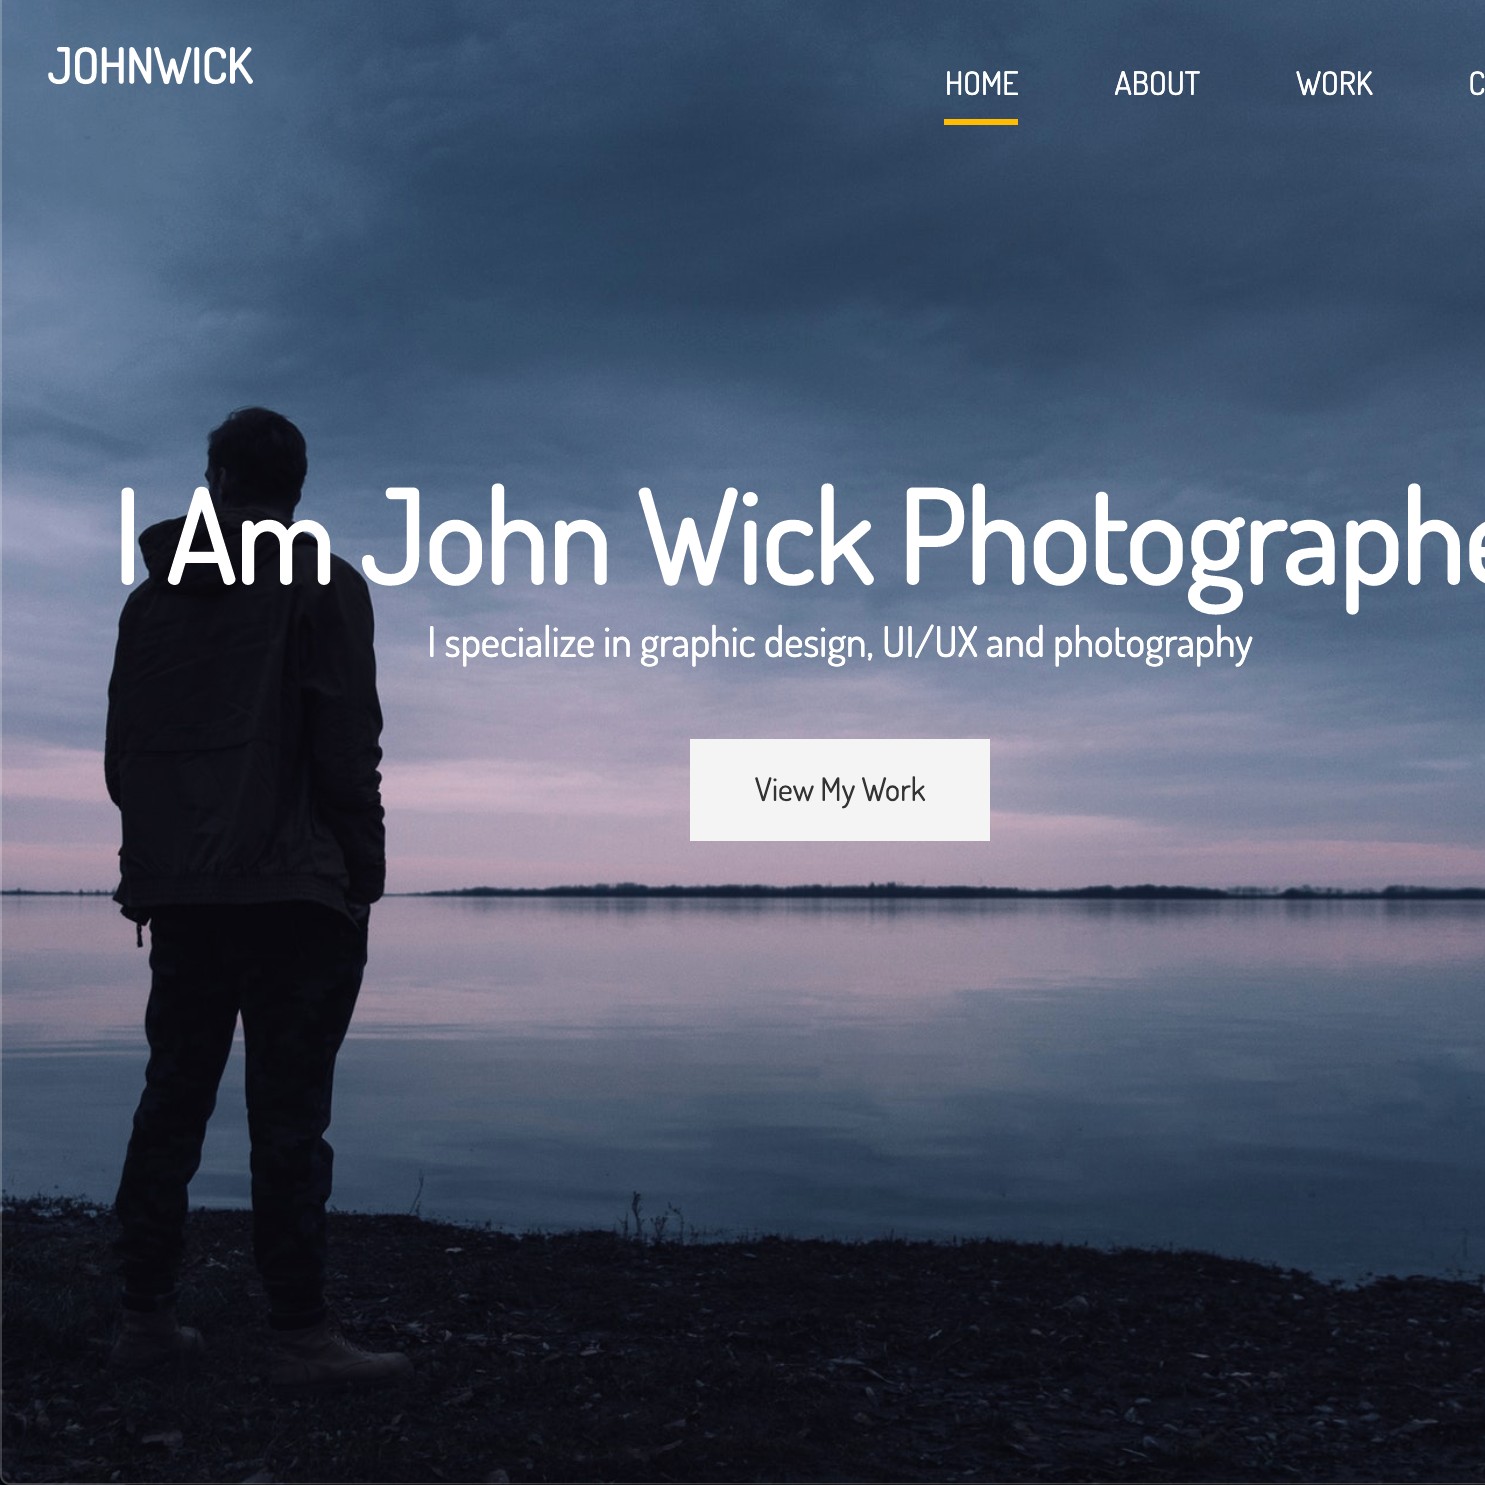 JOHNWICK
HOME ABOUT WORK C
I Am John Wick Photographe
I specialize in graphic design, UI/UX and photography
View My Work